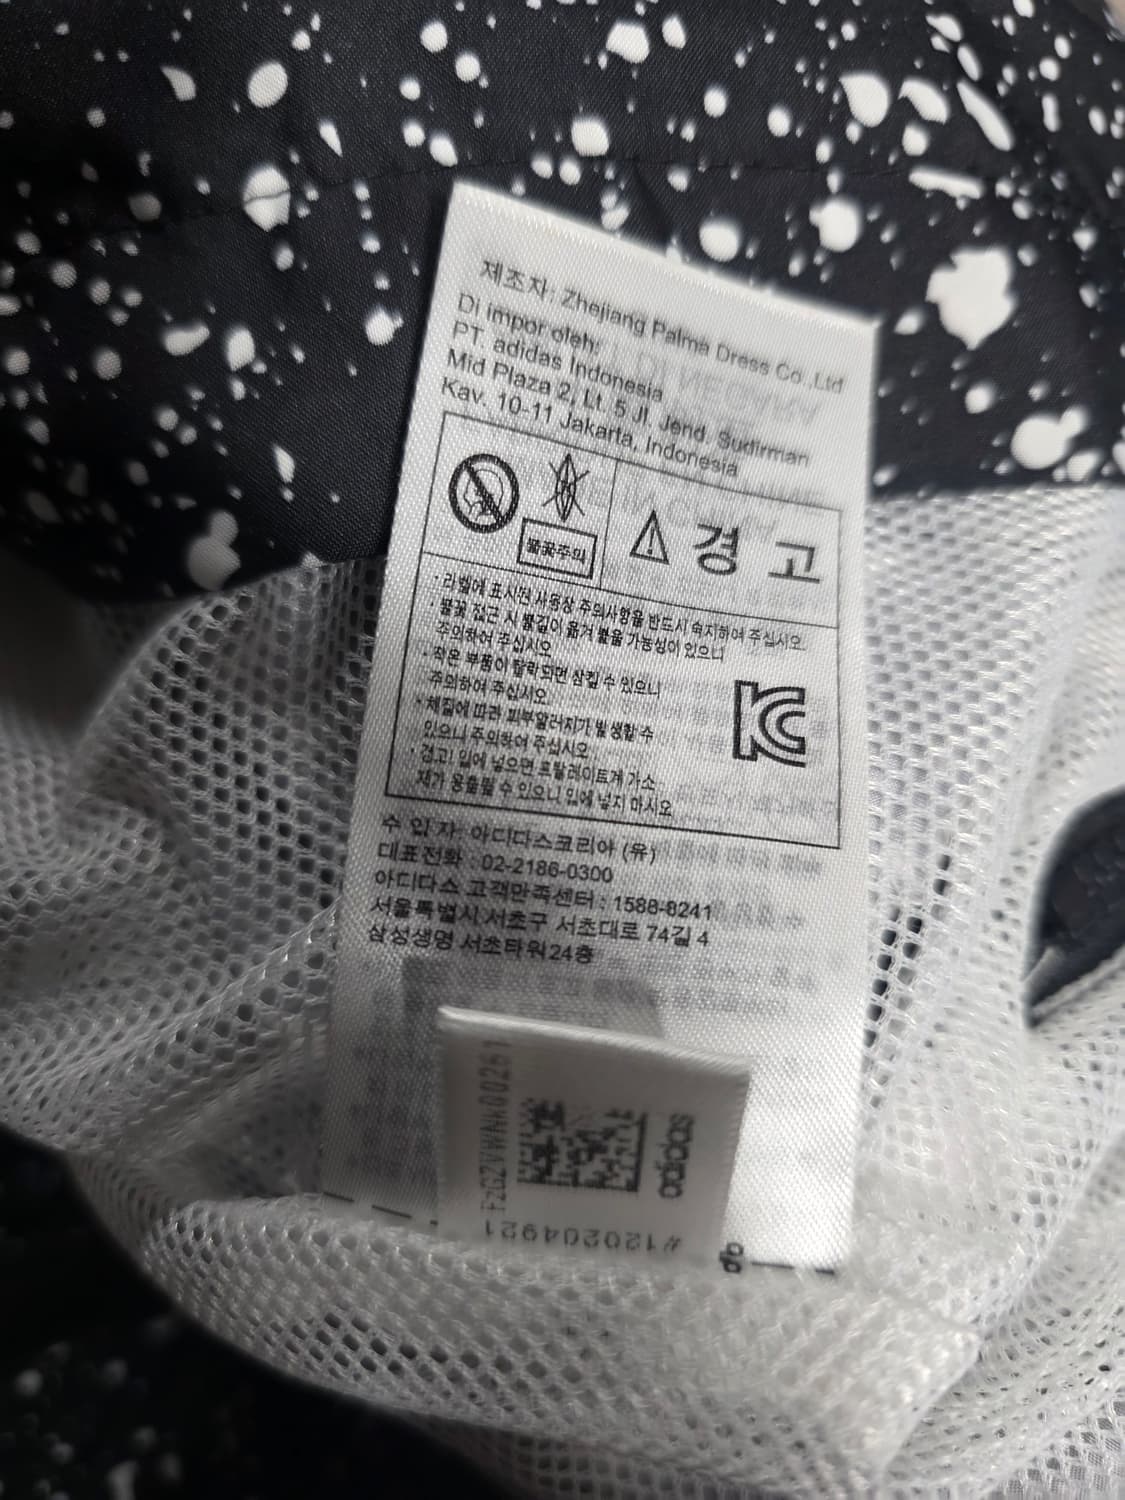 제조자: Zhejiang Palma Dress Co.,Ltd
Di impor oleh:
PT. adidas Indonesia
Mid Plaza 2, Lt. 5 Jl. Jend. Sudirman
Kav. 10-11 Jakarta, Indonesia
불꽃주의
경 고
· 라벨에 표시된 사용상 주의사항을 반드시 숙지하여 주십시오.
· 불꽃 접근 시 불길이 옮겨 붙을 가능성이 있으니
주의하여 주십시오
· 작은 부품이 탈락되면 삼킬 수 있으니
주의하여 주십시오.
· 재질에 따른 피부알러지가 발생할 수
있으니 주의하여 주십시오
· 경고! 입에 넣으면 프탈레이트계 가소
제가 용출될 수 있으니 입에 넣지 마시오
수 입 자: 아디다스코리아 (유)
대표전화 : 02-2186-0300
아디다스 고객만족센터 : 1588-8241
서울특별시 서초구 서초대로 74길 4
삼성생명 서초타워24층
adidas
#120204921